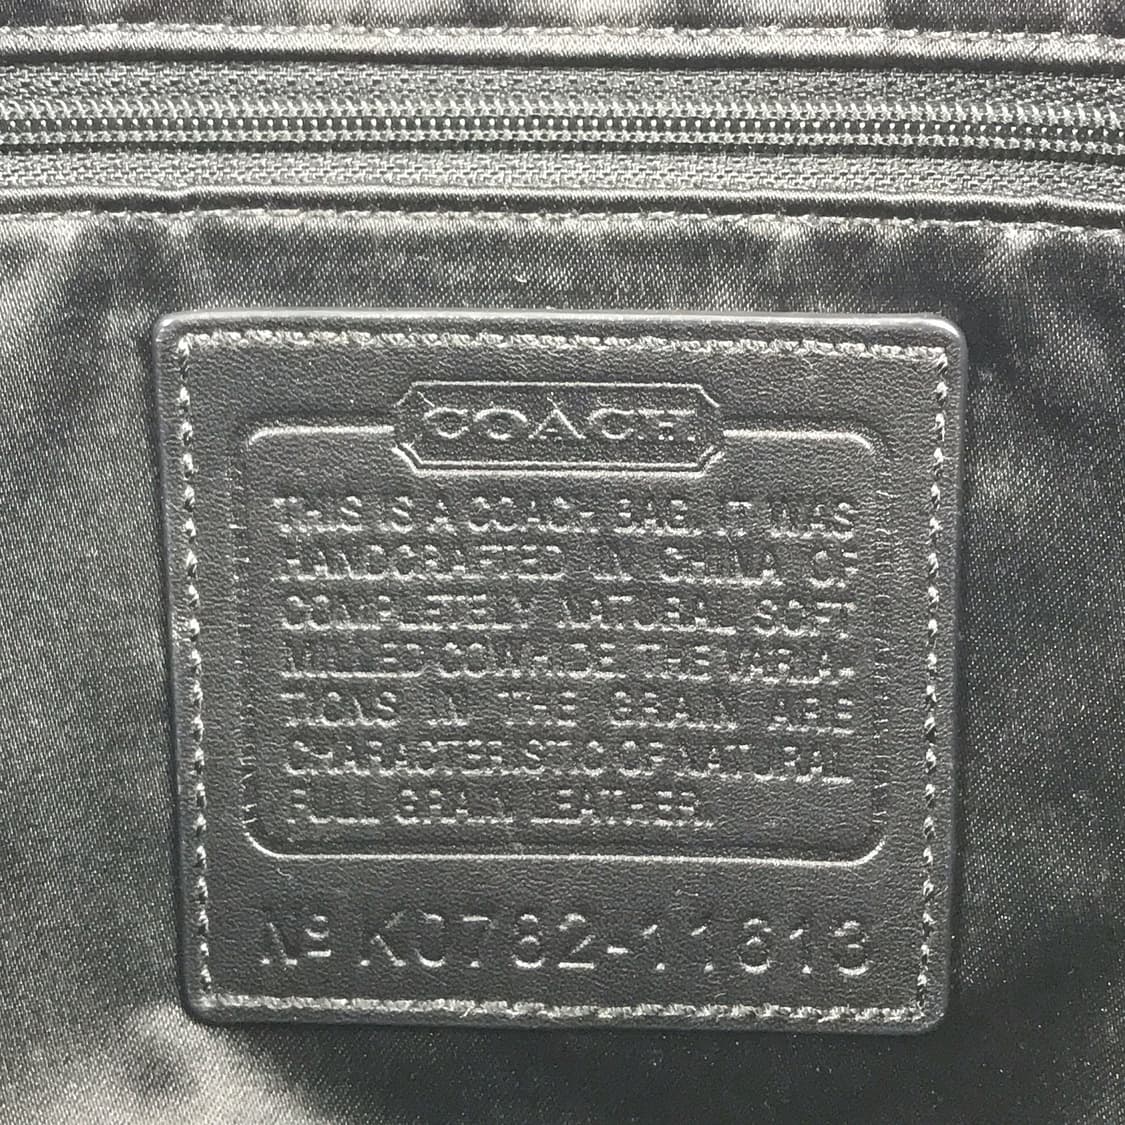 COACH
THIS IS A COACH BAG. IT WAS
HANDCRAFTED IN CHINA OF
COMPLETELY NATURAL SOFT
MILLED COWHIDE THE VARIA-
TIONS IN THE GRAIN ARE
CHARACTERISTIC OF NATURAL
FULL GRAIN LEATHER.
Nº KJ762-11613